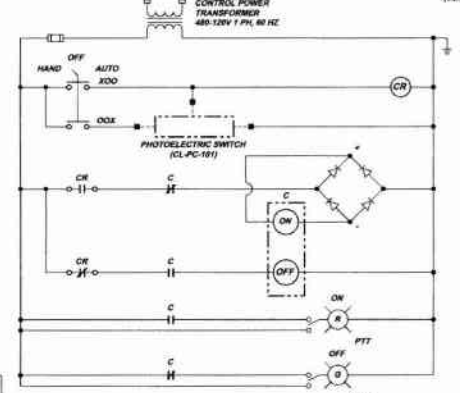 CONTROL POWER
TRANSFORMER
480-120V 1 PH, 60 HZ
OFF
HAND
AUTO
XOO
CR
OOX
PHOTOELECTRIC SWITCH
(CL-PC-101)
CR
C
C
+
ON
-
CR
C
OFF
C
ON
R
PTT
C
OFF
G